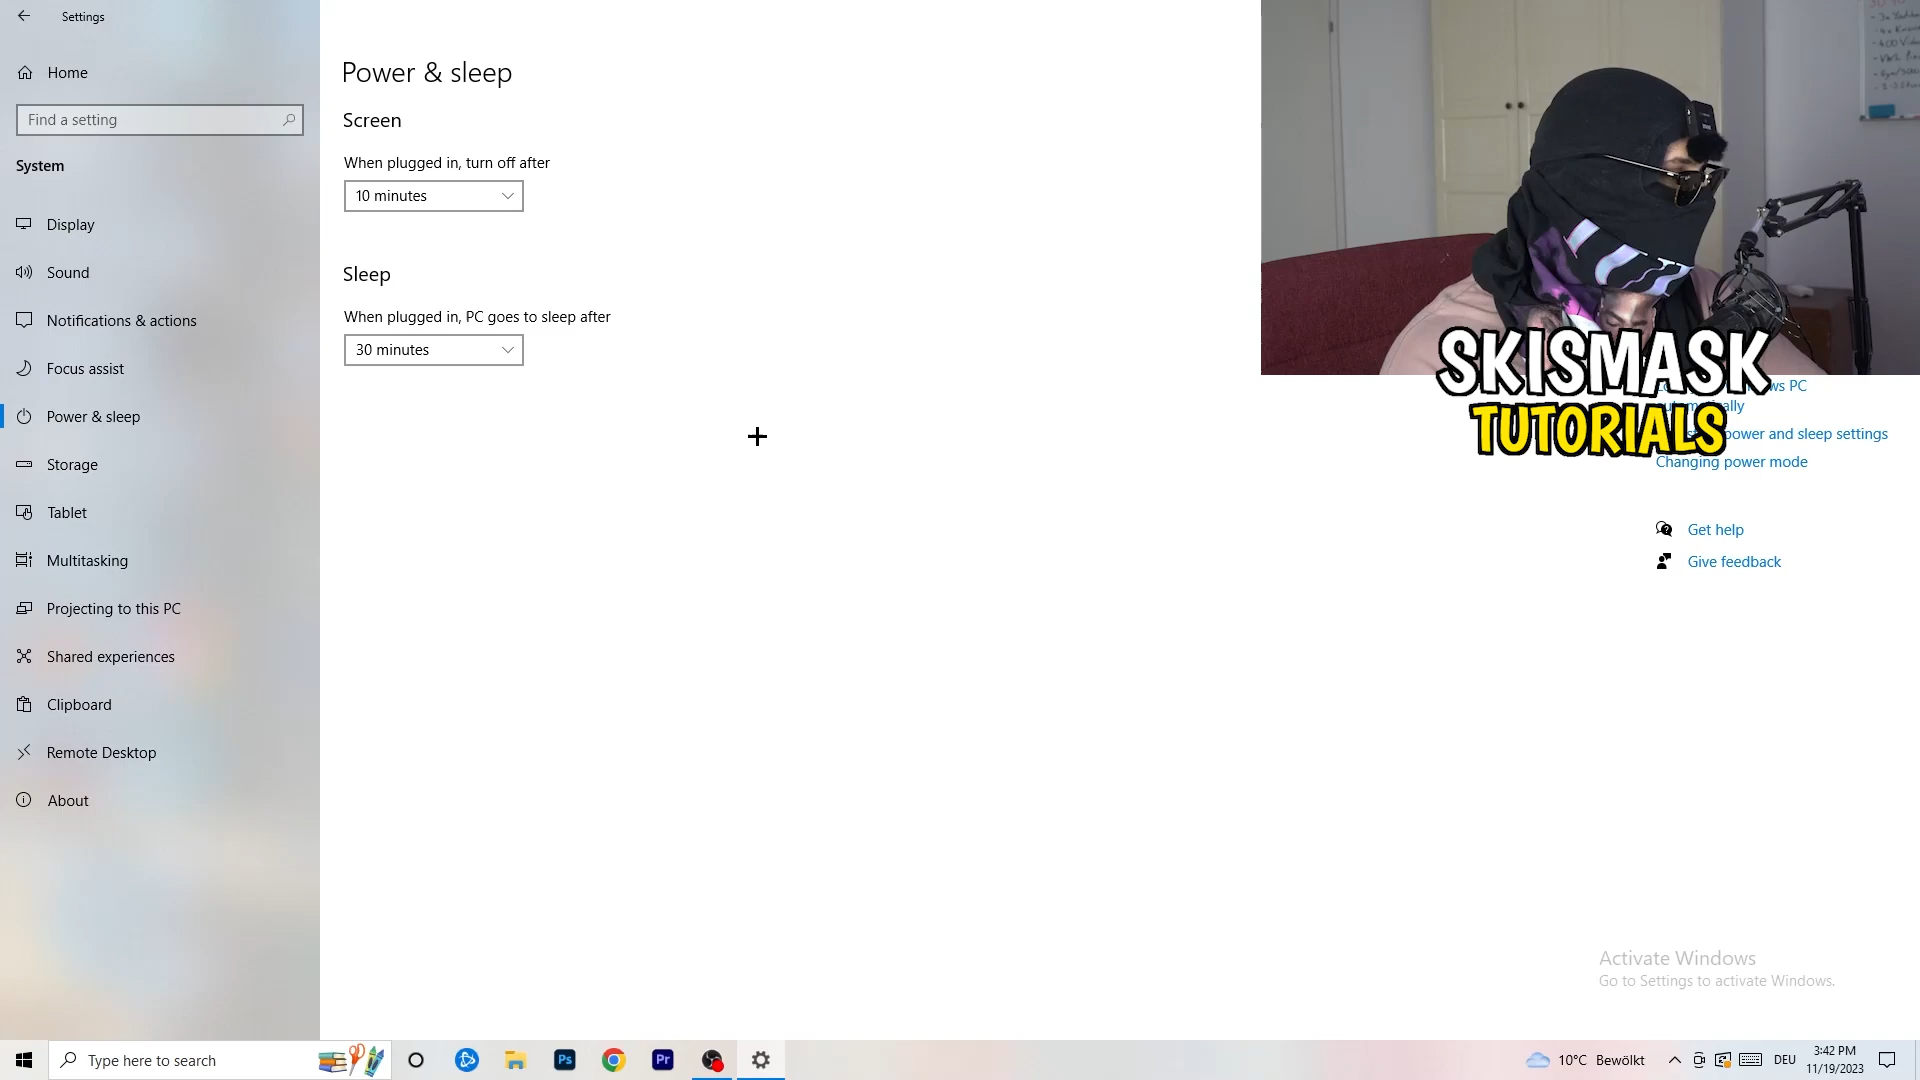 Settings
Home
Find a setting
System
Display
Sound
Notifications & actions
Focus assist
Power & sleep
Storage
Tablet
Multitasking
Projecting to this PC
Shared experiences
Clipboard
Remote Desktop
About
Power & sleep
Screen
When plugged in, turn off after
10 minutes
Sleep
When plugged in, PC goes to sleep after
30 minutes
SKISMASK
TUTORIALS
PC
power and sleep settings
Changing power mode
Get help
Give feedback
Activate Windows
Go to Settings to activate Windows.
Type here to search
Ps
Pr
10°C Bewölkt
DEU
3:42 PM
11/19/2023